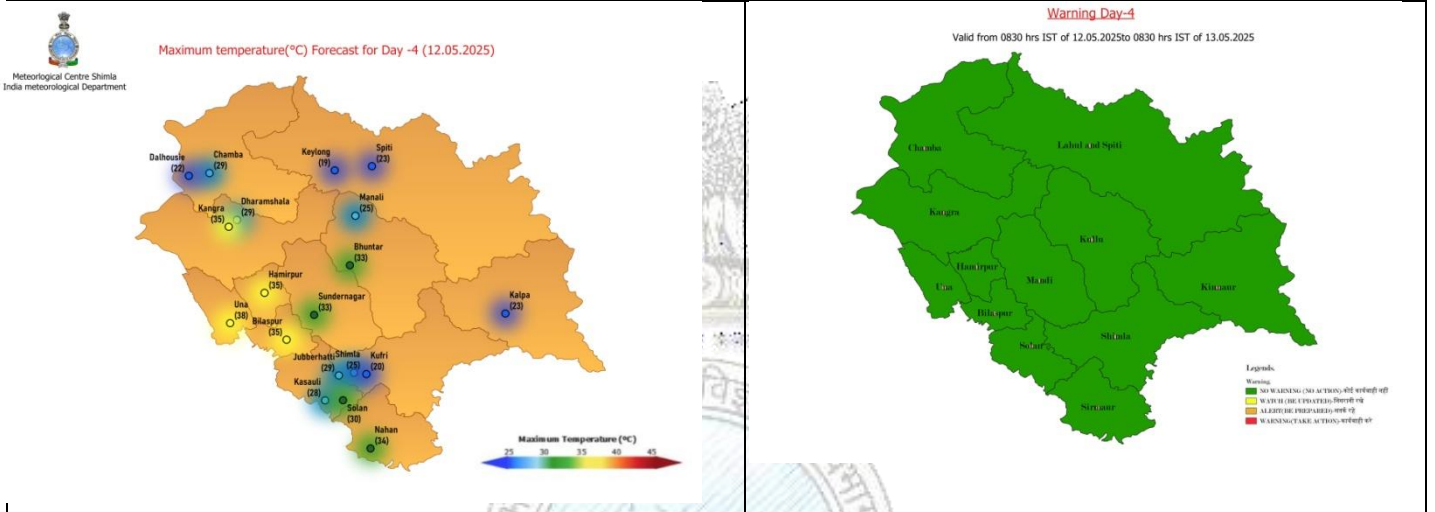 Meteorlogical Centre Shimla
India meteorological Department
Maximum temperature(°C) Forecast for Day -4 (12.05.2025)
Dalhousie
(22)
Chamba
(29)
Keylong
(19)
Spiti
(23)
Kangra
(35)
Dharamshala
(29)
Manali
(25)
Bhuntar
(33)
Hamirpur
(35)
Sundernagar
(33)
Una
(38)
Bilaspur
(35)
Kalpa
(23)
Jubberhatti
(29)
Shimla
(25)
Kufri
(20)
Kasauli
(28)
Solan
(30)
Nahan
(34)
Maximum Temperature (°C)
25 30 35 40 45
Warning Day-4
Valid from 0830 hrs IST of 12.05.2025to 0830 hrs IST of 13.05.2025
Chamba
Lahul and Spiti
Kangra
Kullu
Hamirpur
Una
Mandi
Kinnaur
Bilaspur
Shimla
Solan
Sirmaur
Legends.
Warning
NO WARNING (NO ACTION)-कोई कार्यवाही नहीं
WATCH (BE UPDATED)-निगरानी रखें
ALERT(BE PREPARED)-सतर्क रहें
WARNING(TAKE ACTION)-कार्यवाही करें